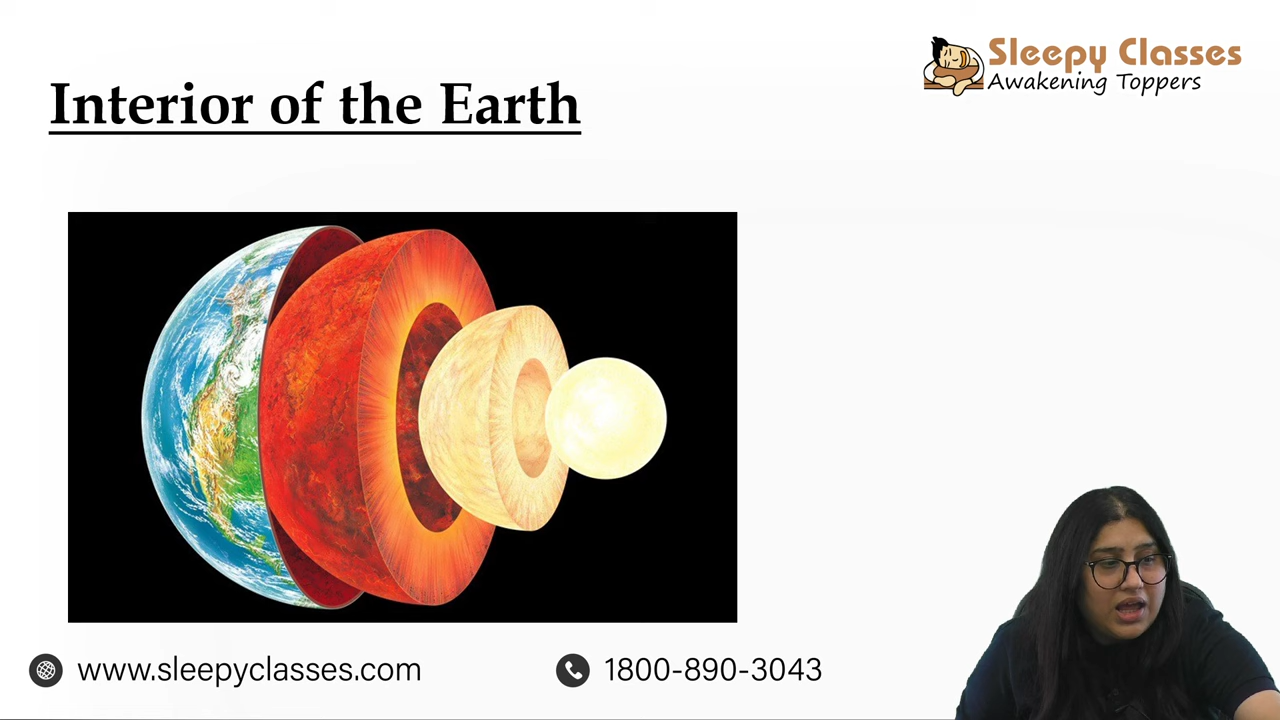 Sleepy Classes
Awakening Toppers
Interior of the Earth
www.sleepyclasses.com
1800-890-3043